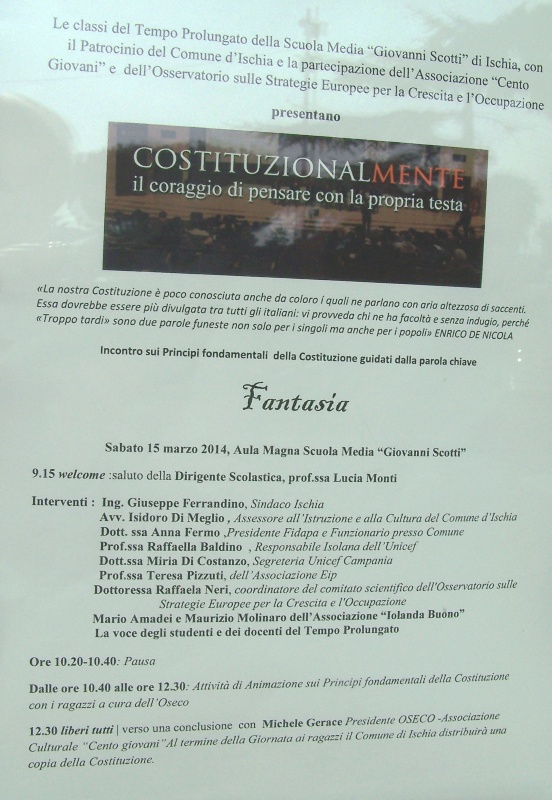 Le classi del Tempo Prolungato della Scuola Media “Giovanni Scotti” di Ischia, con
il Patrocinio del Comune d’Ischia e la partecipazione dell’Associazione “Cento
Giovani” e dell’Osservatorio sulle Strategie Europee per la Crescita e l’Occupazione
presentano
COSTITUZIONALMENTE
il coraggio di pensare con la propria testa
«La nostra Costituzione è poco conosciuta anche da coloro i quali ne parlano con aria altezzosa di saccenti.
Essa dovrebbe essere più divulgata tra tutti gli italiani: vi provveda chi ne ha facoltà e senza indugio, perché
«Troppo tardi» sono due parole funeste non solo per i singoli ma anche per i popoli» ENRICO DE NICOLA
Incontro sui Principi fondamentali della Costituzione guidati dalla parola chiave
Fantasia
Sabato 15 marzo 2014, Aula Magna Scuola Media “Giovanni Scotti”
9.15 welcome :saluto della Dirigente Scolastica, prof.ssa Lucia Monti
Interventi : Ing. Giuseppe Ferrandino, Sindaco Ischia
Avv. Isidoro Di Meglio , Assessore all’Istruzione e alla Cultura del Comune d’Ischia
Dott. ssa Anna Fermo ,Presidente Fidapa e Funzionario presso Comune
Prof.ssa Raffaella Baldino , Responsabile Isolana dell’Unicef
Dott.ssa Miria Di Costanzo, Segreteria Unicef Campania
Prof.ssa Teresa Pizzuti, dell’Associazione Eip
Dottoressa Raffaela Neri, coordinatore del comitato scientifico dell'Osservatorio sulle
Strategie Europee per la Crescita e l'Occupazione
Mario Amadei e Maurizio Molinaro dell’Associazione “Iolanda Buono”
La voce degli studenti e dei docenti del Tempo Prolungato
Ore 10.20-10.40: Pausa
Dalle ore 10.40 alle ore 12.30: Attività di Animazione sui Principi fondamentali della Costituzione
con i ragazzi a cura dell’Oseco
12.30 liberi tutti | verso una conclusione con Michele Gerace Presidente OSECO -Associazione
Culturale “Cento giovani”Al termine della Giornata ai ragazzi il Comune di Ischia distribuirà una
copia della Costituzione.